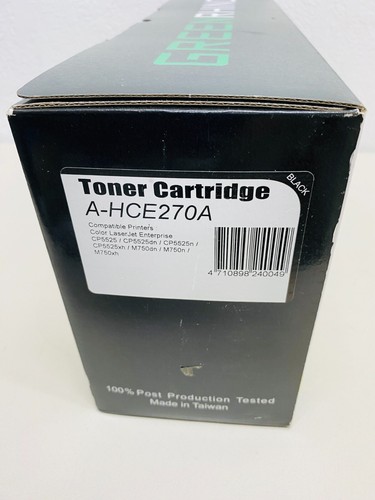 GREEN
BLACK
Toner Cartridge
A-HCE270A
Compatible Printers
Color LaserJet Enterprise
CP5525 / CP5525dn / CP5525n /
CP5525xh / M750dn / M750n /
M750xh
4 710898 240049
100% Post Production Tested
Made in Taiwan